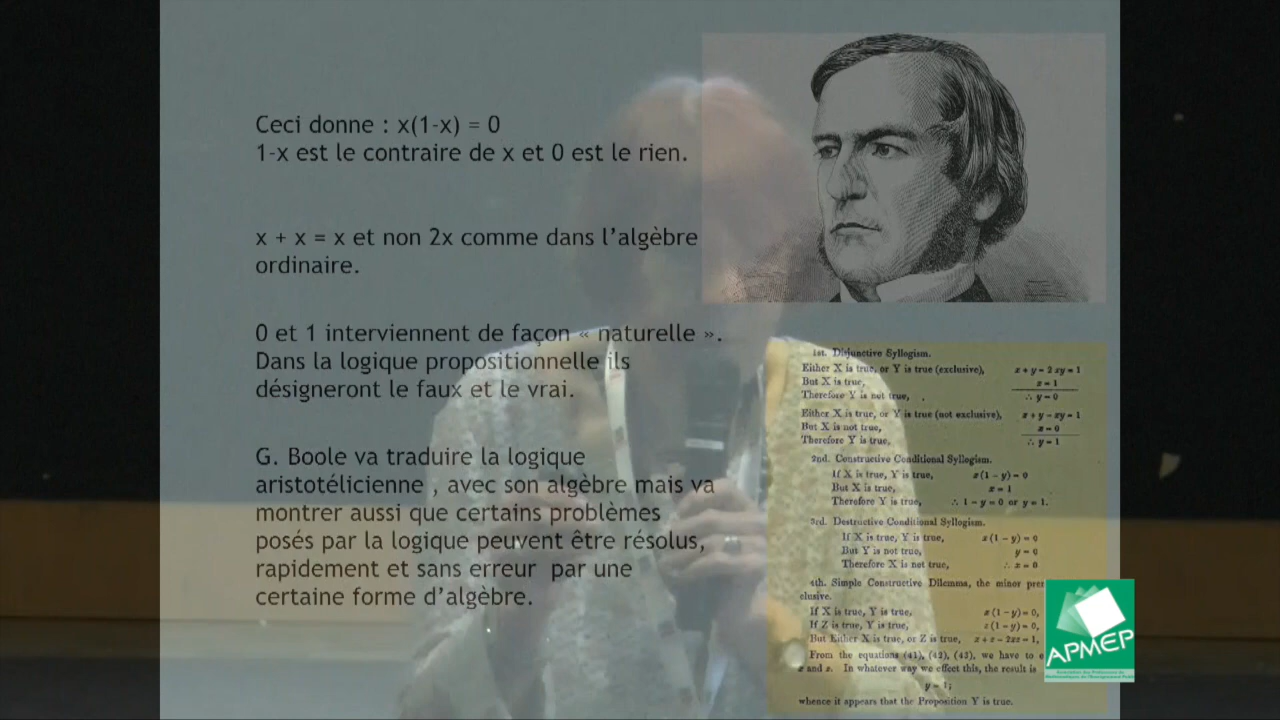 Ceci donne : x(1-x) = 0
1-x est le contraire de x et 0 est le rien.
x + x = x et non 2x comme dans l'algèbre
ordinaire.
0 et 1 interviennent de façon « naturelle ».
Dans la logique propositionnelle ils
désigneront le faux et le vrai.
G. Boole va traduire la logique
aristotélicienne , avec son algèbre mais va
montrer aussi que certains problèmes
posés par la logique peuvent être résolus,
rapidement et sans erreur par une
certaine forme d'algèbre.
1st. Disjunctive Syllogism.
Either X is true, or Y is true (exclusive), x + y – 2 xy = 1
But X is true, x = 1
Therefore Y is not true, ∴ y = 0
Either X is true, or Y is true (not exclusive), x + y – xy = 1
But X is not true, x = 0
Therefore Y is true, ∴ y = 1
2nd. Constructive Conditional Syllogism.
If X is true, Y is true, x (1 – y) = 0
But X is true, x = 1
Therefore Y is true, ∴ 1 – y = 0 or y = 1.
3rd. Destructive Conditional Syllogism.
If X is true, Y is true, x (1 – y) = 0
But Y is not true, y = 0
Therefore X is not true, ∴ x = 0
4th. Simple Constructive Dilemma, the minor
clusive.
If X is true, Y is true, x (1 – y) = 0,
If Z is true, Y is true, z (1 – y) = 0,
But Either X is true, or Z is true, x + z – 2xz = 1,
From the equations (41), (42), (43), we have to
x and z. In whatever way we effect this, the result is
y = 1;
whence it appears that the Proposition Y is true.
APMEP